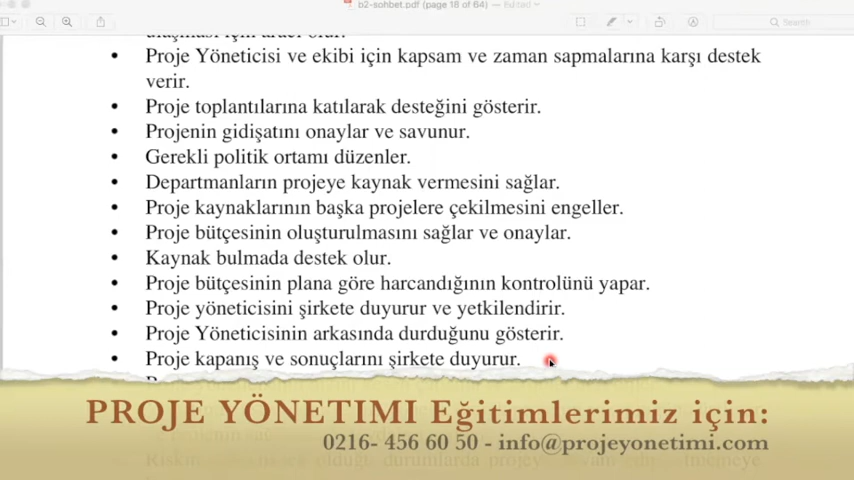 b2-sohbet.pdf (page 18 of 64) — Edited
Search
• Proje Yöneticisi ve ekibi için kapsam ve zaman sapmalarına karşı destek
verir.
• Proje toplantılarına katılarak desteğini gösterir.
• Projenin gidişatını onaylar ve savunur.
• Gerekli politik ortamı düzenler.
• Departmanların projeye kaynak vermesini sağlar.
• Proje kaynaklarının başka projelere çekilmesini engeller.
• Proje bütçesinin oluşturulmasını sağlar ve onaylar.
• Kaynak bulmada destek olur.
• Proje bütçesinin plana göre harcandığının kontrolünü yapar.
• Proje yöneticisini şirkete duyurur ve yetkilendirir.
• Proje Yöneticisinin arkasında durduğunu gösterir.
• Proje kapanış ve sonuçlarını şirkete duyurur.
PROJE YÖNETIMI Eğitimlerimiz için:
0216- 456 60 50 - info@projeyonetimi.com